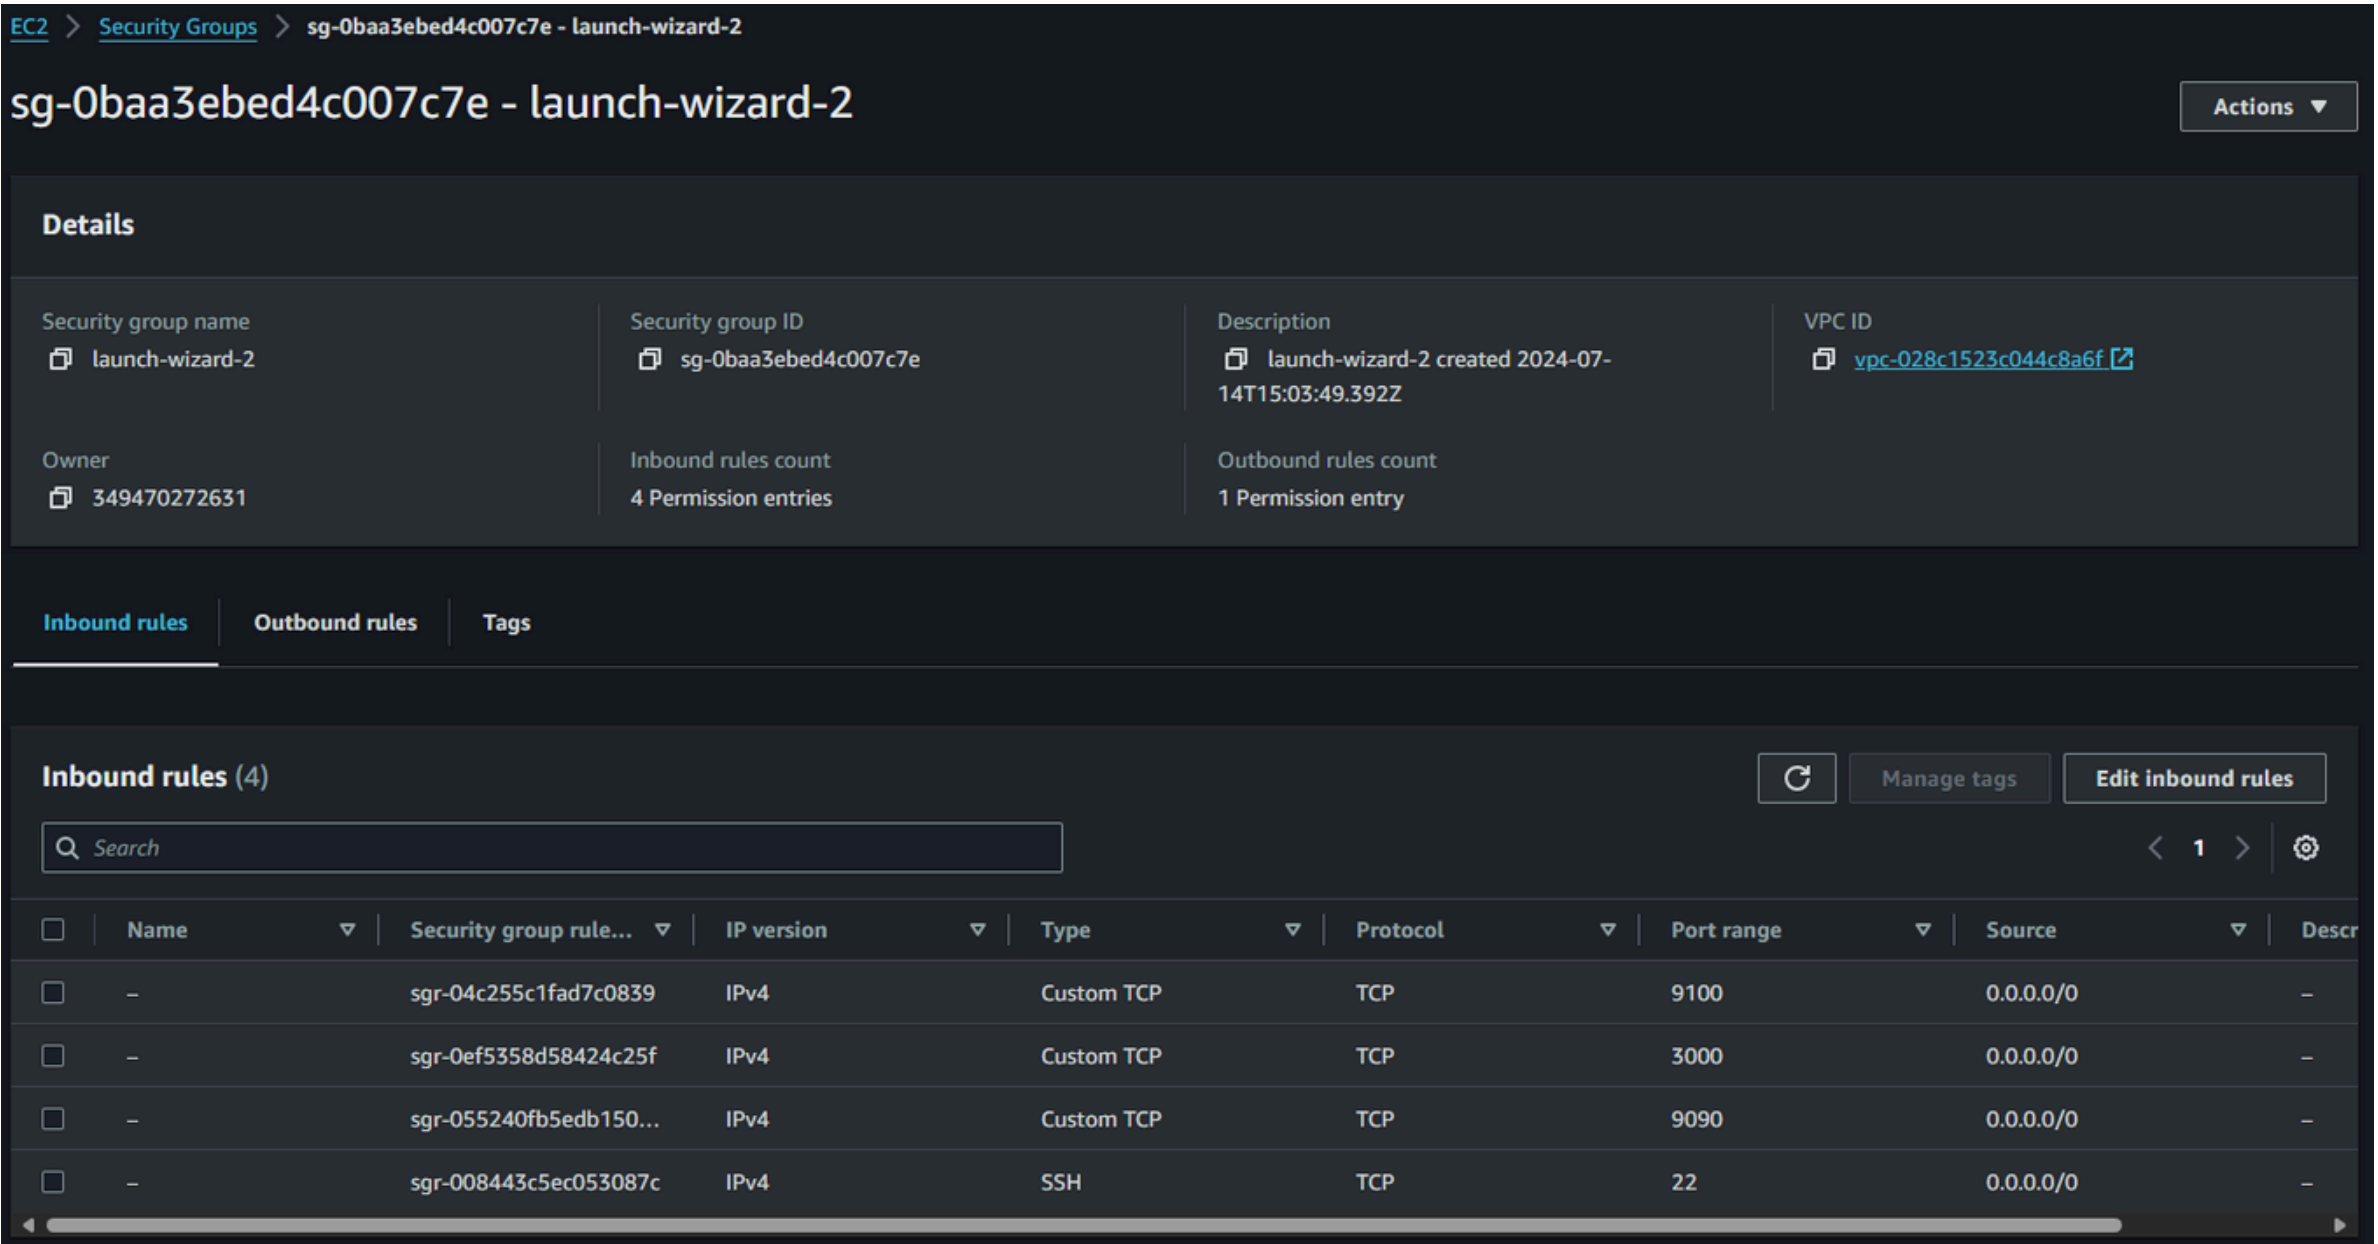 EC2 > Security Groups > sg-0baa3ebed4c007c7e - launch-wizard-2
sg-0baa3ebed4c007c7e - launch-wizard-2
Actions
Details
Security group name
launch-wizard-2
Security group ID
sg-0baa3ebed4c007c7e
Description
launch-wizard-2 created 2024-07-
14T15:03:49.392Z
VPC ID
vpc-028c1523c044c8a6f
Owner
349470272631
Inbound rules count
4 Permission entries
Outbound rules count
1 Permission entry
Inbound rules Outbound rules Tags
Inbound rules (4)
Manage tags Edit inbound rules
Search
1
Name Security group rule... IP version Type Protocol Port range Source Descr
– sgr-04c255c1fad7c0839 IPv4 Custom TCP TCP 9100 0.0.0.0/0 –
– sgr-0ef5358d58424c25f IPv4 Custom TCP TCP 3000 0.0.0.0/0 –
– sgr-055240fb5edb150... IPv4 Custom TCP TCP 9090 0.0.0.0/0 –
– sgr-008443c5ec053087c IPv4 SSH TCP 22 0.0.0.0/0 –